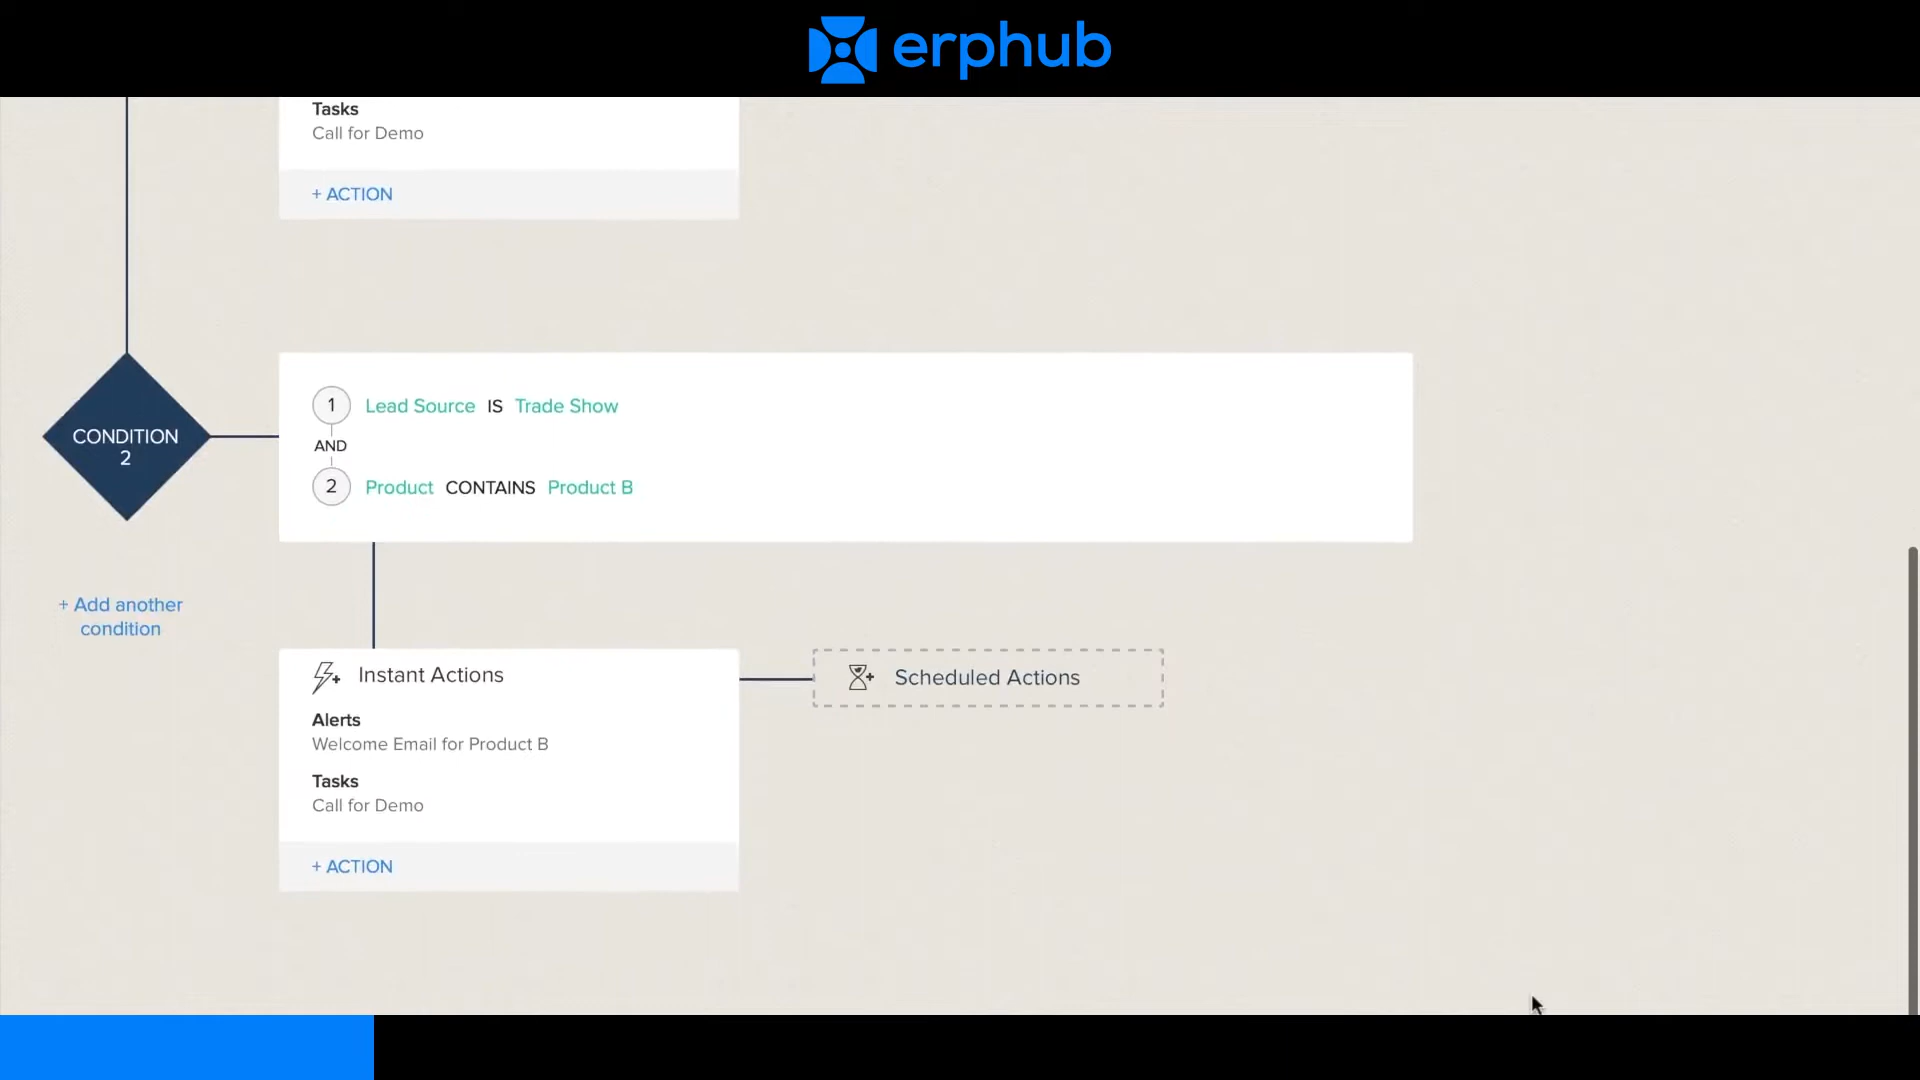 erphub
Tasks
Call for Demo
+ ACTION
CONDITION
2
1 Lead Source IS Trade Show
AND
2 Product CONTAINS Product B
+ Add another
condition
Instant Actions
Scheduled Actions
Alerts
Welcome Email for Product B
Tasks
Call for Demo
+ ACTION